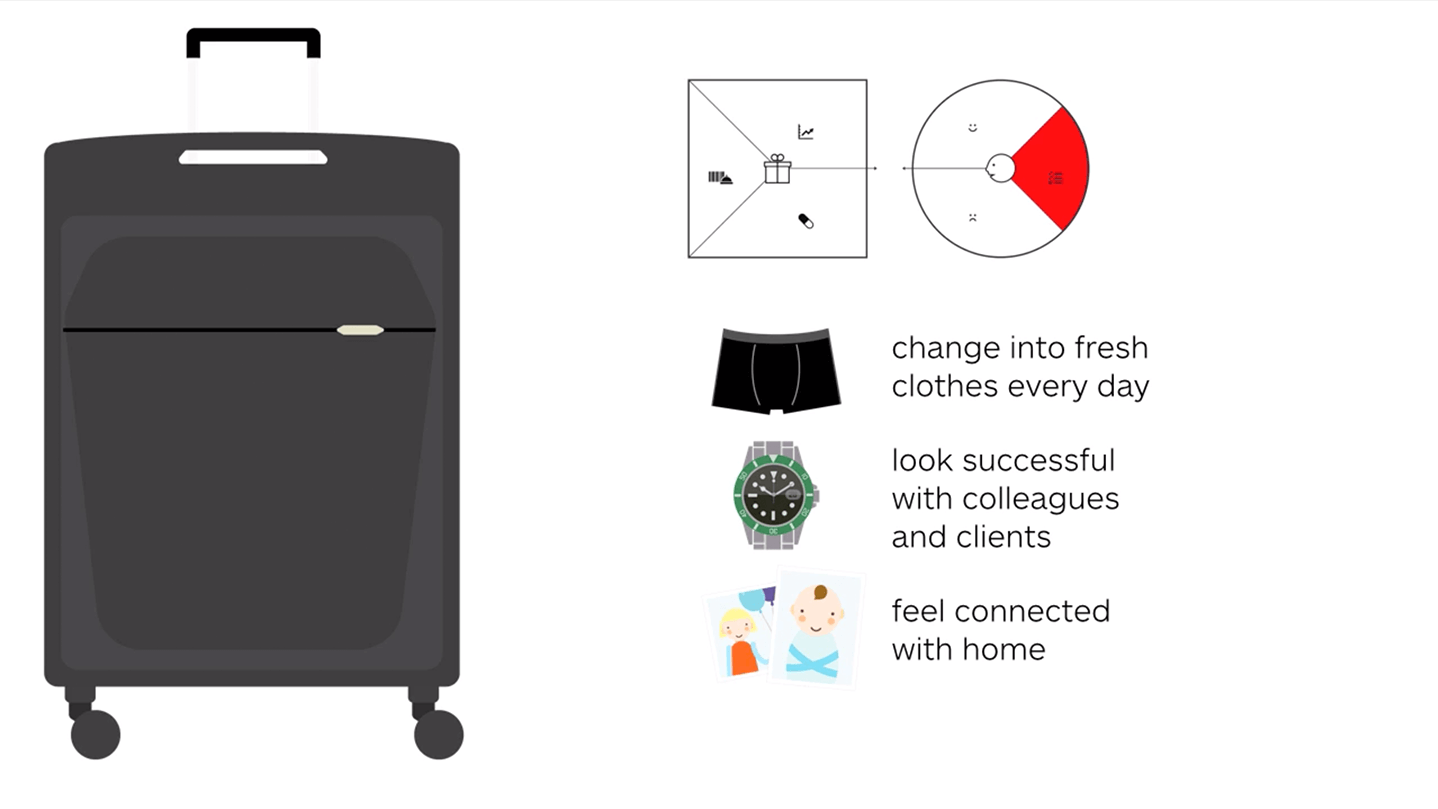 change into fresh
clothes every day
look successful
with colleagues
and clients
feel connected
with home